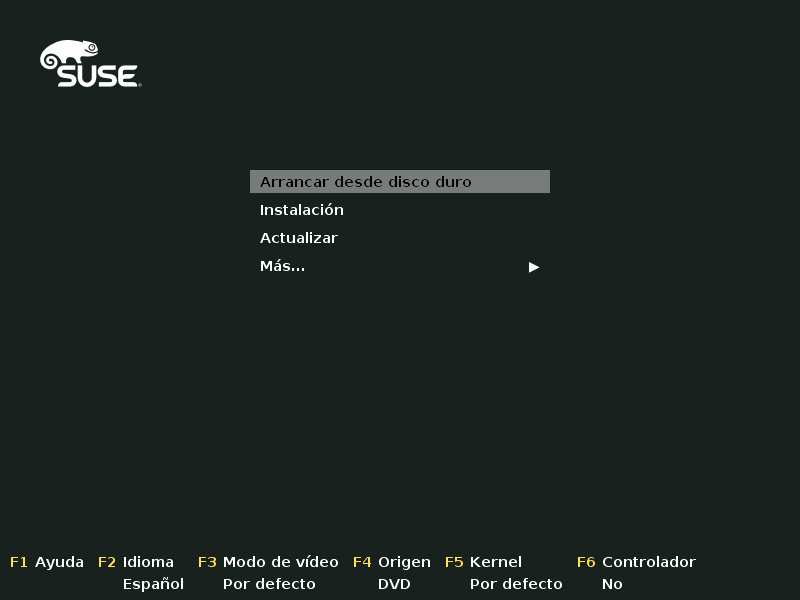 SUSE
Arrancar desde disco duro
Instalación
Actualizar
Más...
F1 Ayuda F2 Idioma F3 Modo de vídeo F4 Origen F5 Kernel F6 Controlador
Español Por defecto DVD Por defecto No